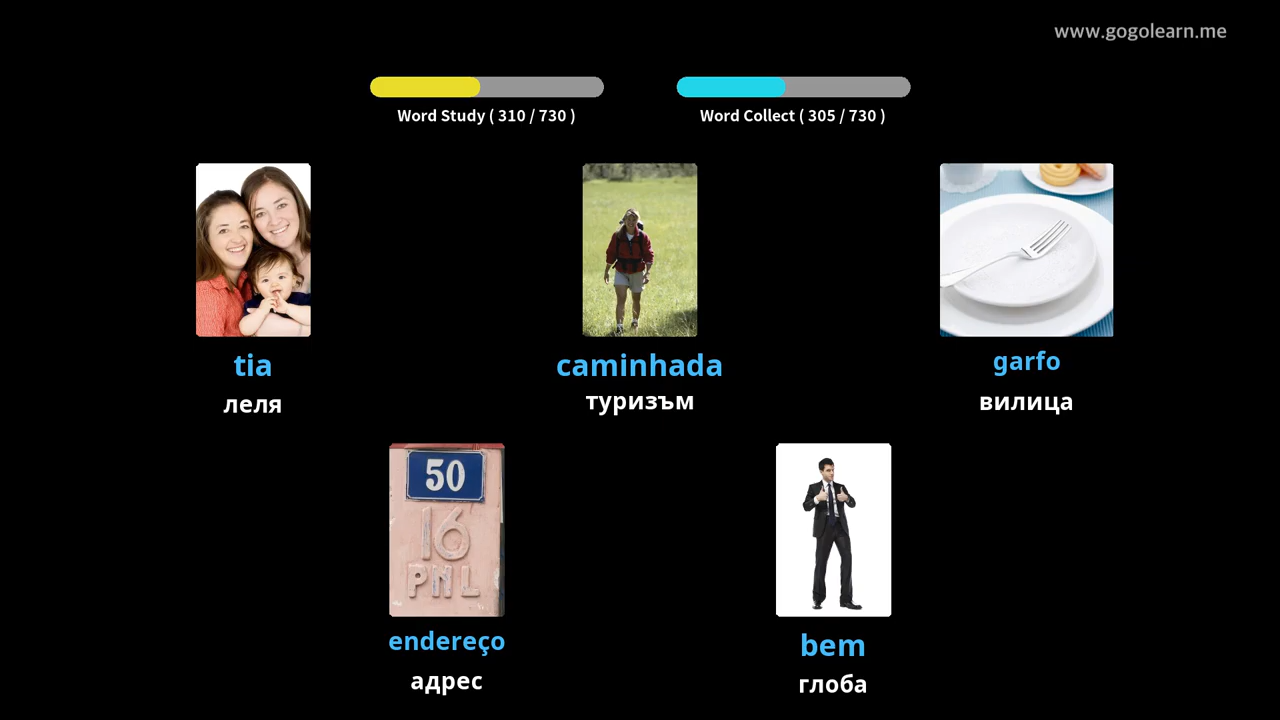 www.gogolearn.me
Word Study ( 310 / 730 )
Word Collect ( 305 / 730 )
tia
леля
caminhada
туризъм
garfo
вилица
50
16
PNL
endereço
адрес
bem
глоба